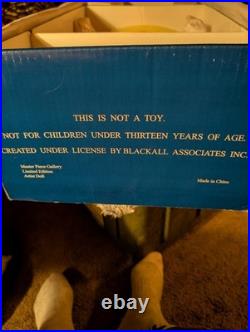 THIS IS NOT A TOY.
NOT FOR CHILDREN UNDER THIRTEEN YEARS OF AGE.
CREATED UNDER LICENSE BY BLACKALL ASSOCIATES INC.
Master Piece Gallery
Limited Edition
Artist Doll
Made in China